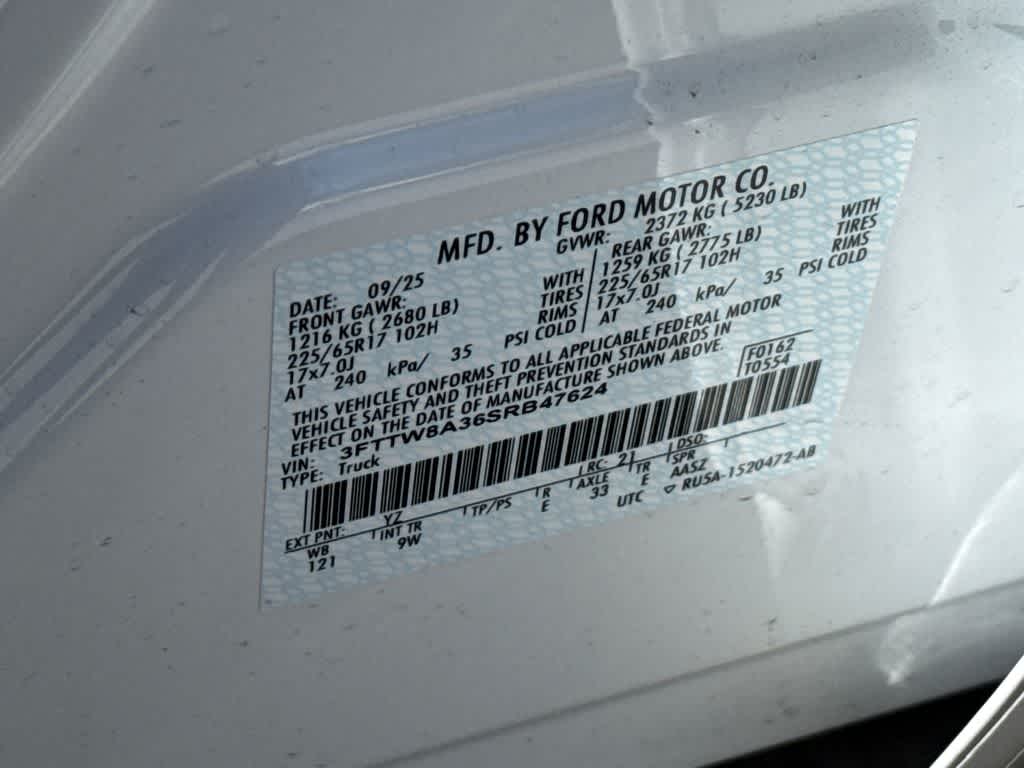 MFD. BY FORD MOTOR CO.
DATE: 09/25
GVWR: 2372 KG ( 5230 LB)
FRONT GAWR:
1216 KG ( 2680 LB)
WITH
225/65R17 102H
TIRES
17x7.0J
RIMS
AT 240 kPa/ 35 PSI COLD
REAR GAWR:
1259 KG ( 2775 LB)
WITH
225/65R17 102H
TIRES
17x7.0J
RIMS
AT 240 kPa/ 35 PSI COLD
THIS VEHICLE CONFORMS TO ALL APPLICABLE FEDERAL MOTOR
VEHICLE SAFETY AND THEFT PREVENTION STANDARDS IN
EFFECT ON THE DATE OF MANUFACTURE SHOWN ABOVE.
VIN: 3FTTW8A36SRB47624
TYPE: Truck
F0162
T0554
EXT PNT: YZ RC: 21 DSO:
WB INT TR TP/PS R AXLE TR SPR
121 9W E 33 E AASZ
UTC ▽ RU5A-1520472-AB